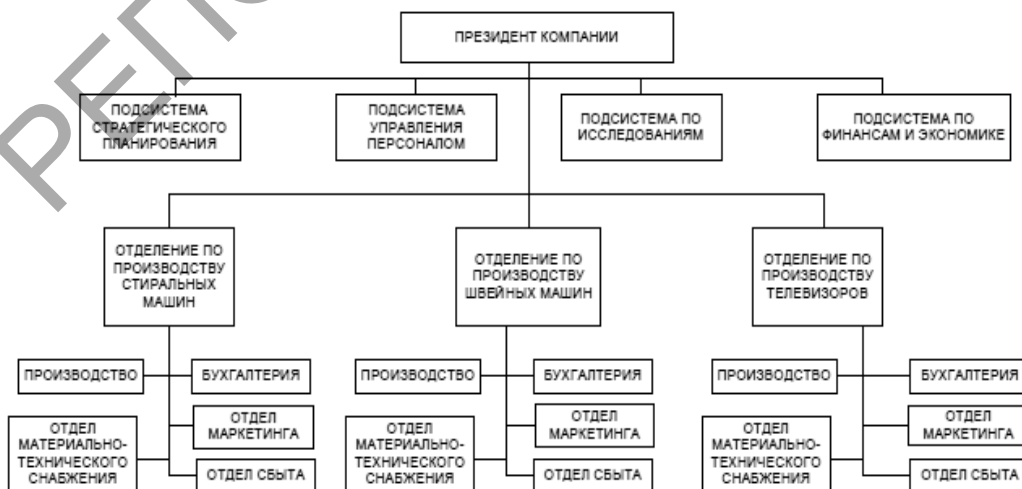 РЕПО
ПРЕЗИДЕНТ КОМПАНИИ
ПОДСИСТЕМА
СТРАТЕГИЧЕСКОГО
ПЛАНИРОВАНИЯ
ПОДСИСТЕМА
УПРАВЛЕНИЯ
ПЕРСОНАЛОМ
ПОДСИСТЕМА ПО
ИССЛЕДОВАНИЯМ
ПОДСИСТЕМА ПО
ФИНАНСАМ И ЭКОНОМИКЕ
ОТДЕЛЕНИЕ ПО
ПРОИЗВОДСТВУ
СТИРАЛЬНЫХ
МАШИН
ОТДЕЛЕНИЕ ПО
ПРОИЗВОДСТВУ
ШВЕЙНЫХ МАШИН
ОТДЕЛЕНИЕ ПО
ПРОИЗВОДСТВУ
ТЕЛЕВИЗОРОВ
ПРОИЗВОДСТВО
БУХГАЛТЕРИЯ
ОТДЕЛ
МАТЕРИАЛЬНО-
ТЕХНИЧЕСКОГО
СНАБЖЕНИЯ
ОТДЕЛ
МАРКЕТИНГА
ОТДЕЛ СБЫТА
ПРОИЗВОДСТВО
БУХГАЛТЕРИЯ
ОТДЕЛ
МАТЕРИАЛЬНО-
ТЕХНИЧЕСКОГО
СНАБЖЕНИЯ
ОТДЕЛ
МАРКЕТИНГА
ОТДЕЛ СБЫТА
ПРОИЗВОДСТВО
БУХГАЛТЕРИЯ
ОТДЕЛ
МАТЕРИАЛЬНО-
ТЕХНИЧЕСКОГО
СНАБЖЕНИЯ
ОТДЕЛ
МАРКЕТИНГА
ОТДЕЛ СБЫТА